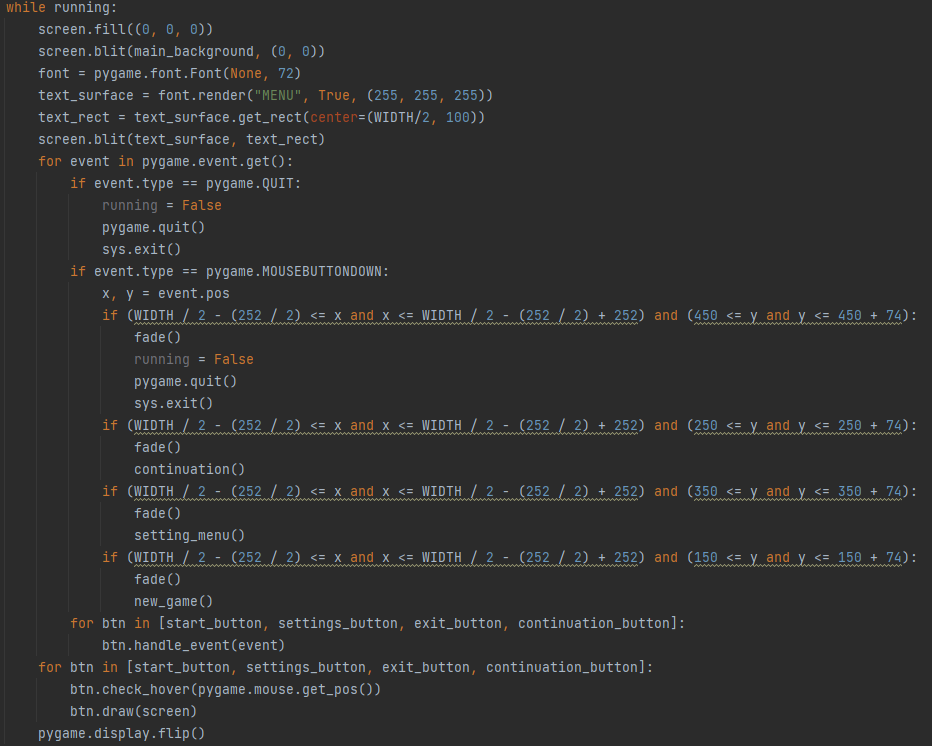 while running:
    screen.fill((0, 0, 0))
    screen.blit(main_background, (0, 0))
    font = pygame.font.Font(None, 72)
    text_surface = font.render("MENU", True, (255, 255, 255))
    text_rect = text_surface.get_rect(center=(WIDTH/2, 100))
    screen.blit(text_surface, text_rect)
    for event in pygame.event.get():
        if event.type == pygame.QUIT:
            running = False
            pygame.quit()
            sys.exit()
        if event.type == pygame.MOUSEBUTTONDOWN:
            x, y = event.pos
            if (WIDTH / 2 - (252 / 2) <= x and x <= WIDTH / 2 - (252 / 2) + 252) and (450 <= y and y <= 450 + 74):
                fade()
                running = False
                pygame.quit()
                sys.exit()
            if (WIDTH / 2 - (252 / 2) <= x and x <= WIDTH / 2 - (252 / 2) + 252) and (250 <= y and y <= 250 + 74):
                fade()
                continuation()
            if (WIDTH / 2 - (252 / 2) <= x and x <= WIDTH / 2 - (252 / 2) + 252) and (350 <= y and y <= 350 + 74):
                fade()
                setting_menu()
            if (WIDTH / 2 - (252 / 2) <= x and x <= WIDTH / 2 - (252 / 2) + 252) and (150 <= y and y <= 150 + 74):
                fade()
                new_game()
        for btn in [start_button, settings_button, exit_button, continuation_button]:
            btn.handle_event(event)
    for btn in [start_button, settings_button, exit_button, continuation_button]:
        btn.check_hover(pygame.mouse.get_pos())
        btn.draw(screen)
    pygame.display.flip()